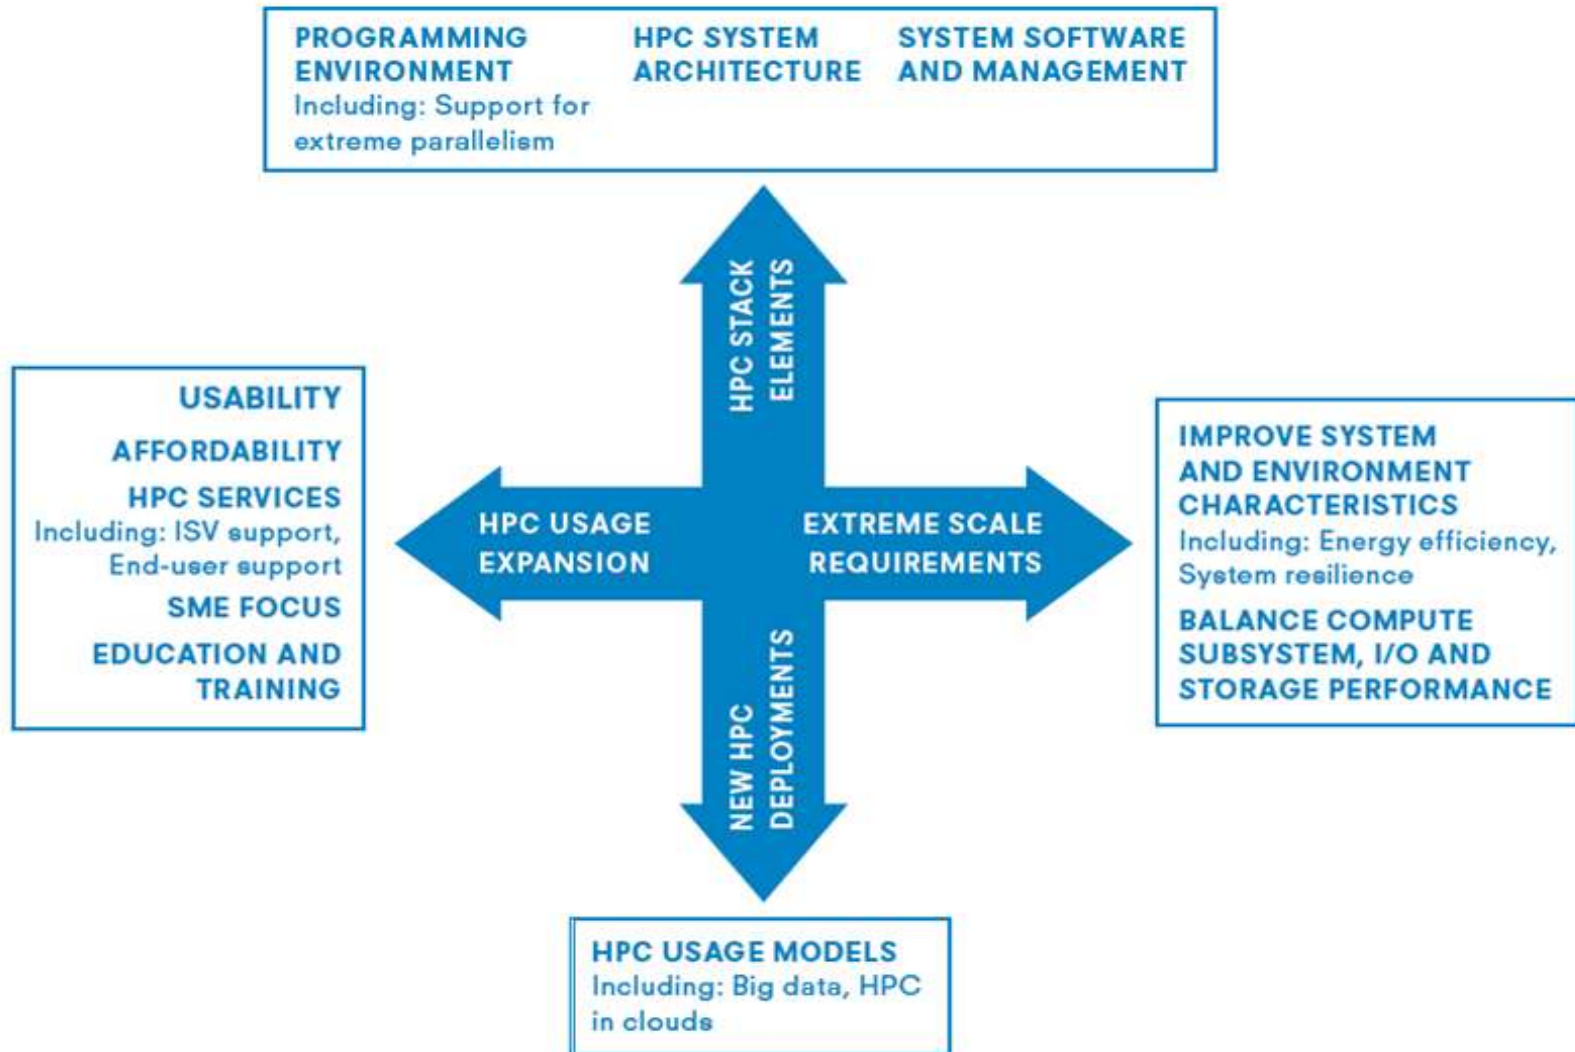 PROGRAMMING
ENVIRONMENT
Including: Support for
extreme parallelism
HPC SYSTEM
ARCHITECTURE
SYSTEM SOFTWARE
AND MANAGEMENT
HPC STACK
ELEMENTS
USABILITY
AFFORDABILITY
HPC SERVICES
Including: ISV support,
End-user support
SME FOCUS
EDUCATION AND
TRAINING
HPC USAGE
EXPANSION
EXTREME SCALE
REQUIREMENTS
IMPROVE SYSTEM
AND ENVIRONMENT
CHARACTERISTICS
Including: Energy efficiency,
System resilience
BALANCE COMPUTE
SUBSYSTEM, I/O AND
STORAGE PERFORMANCE
NEW HPC
DEPLOYMENTS
HPC USAGE MODELS
Including: Big data, HPC
in clouds